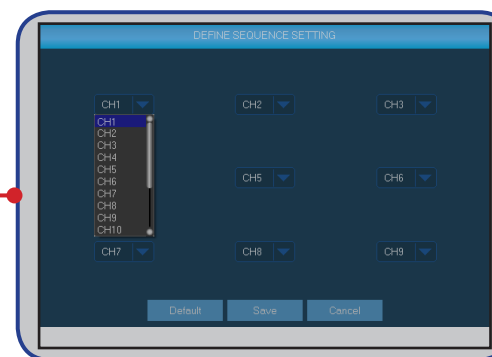 DEFINE SEQUENCE SETTING
CH1 CH2 CH3
CH1
CH2
CH3
CH4
CH5
CH6
CH7
CH8
CH9
CH10
CH5 CH6
CH7 CH8 CH9
Default Save Cancel